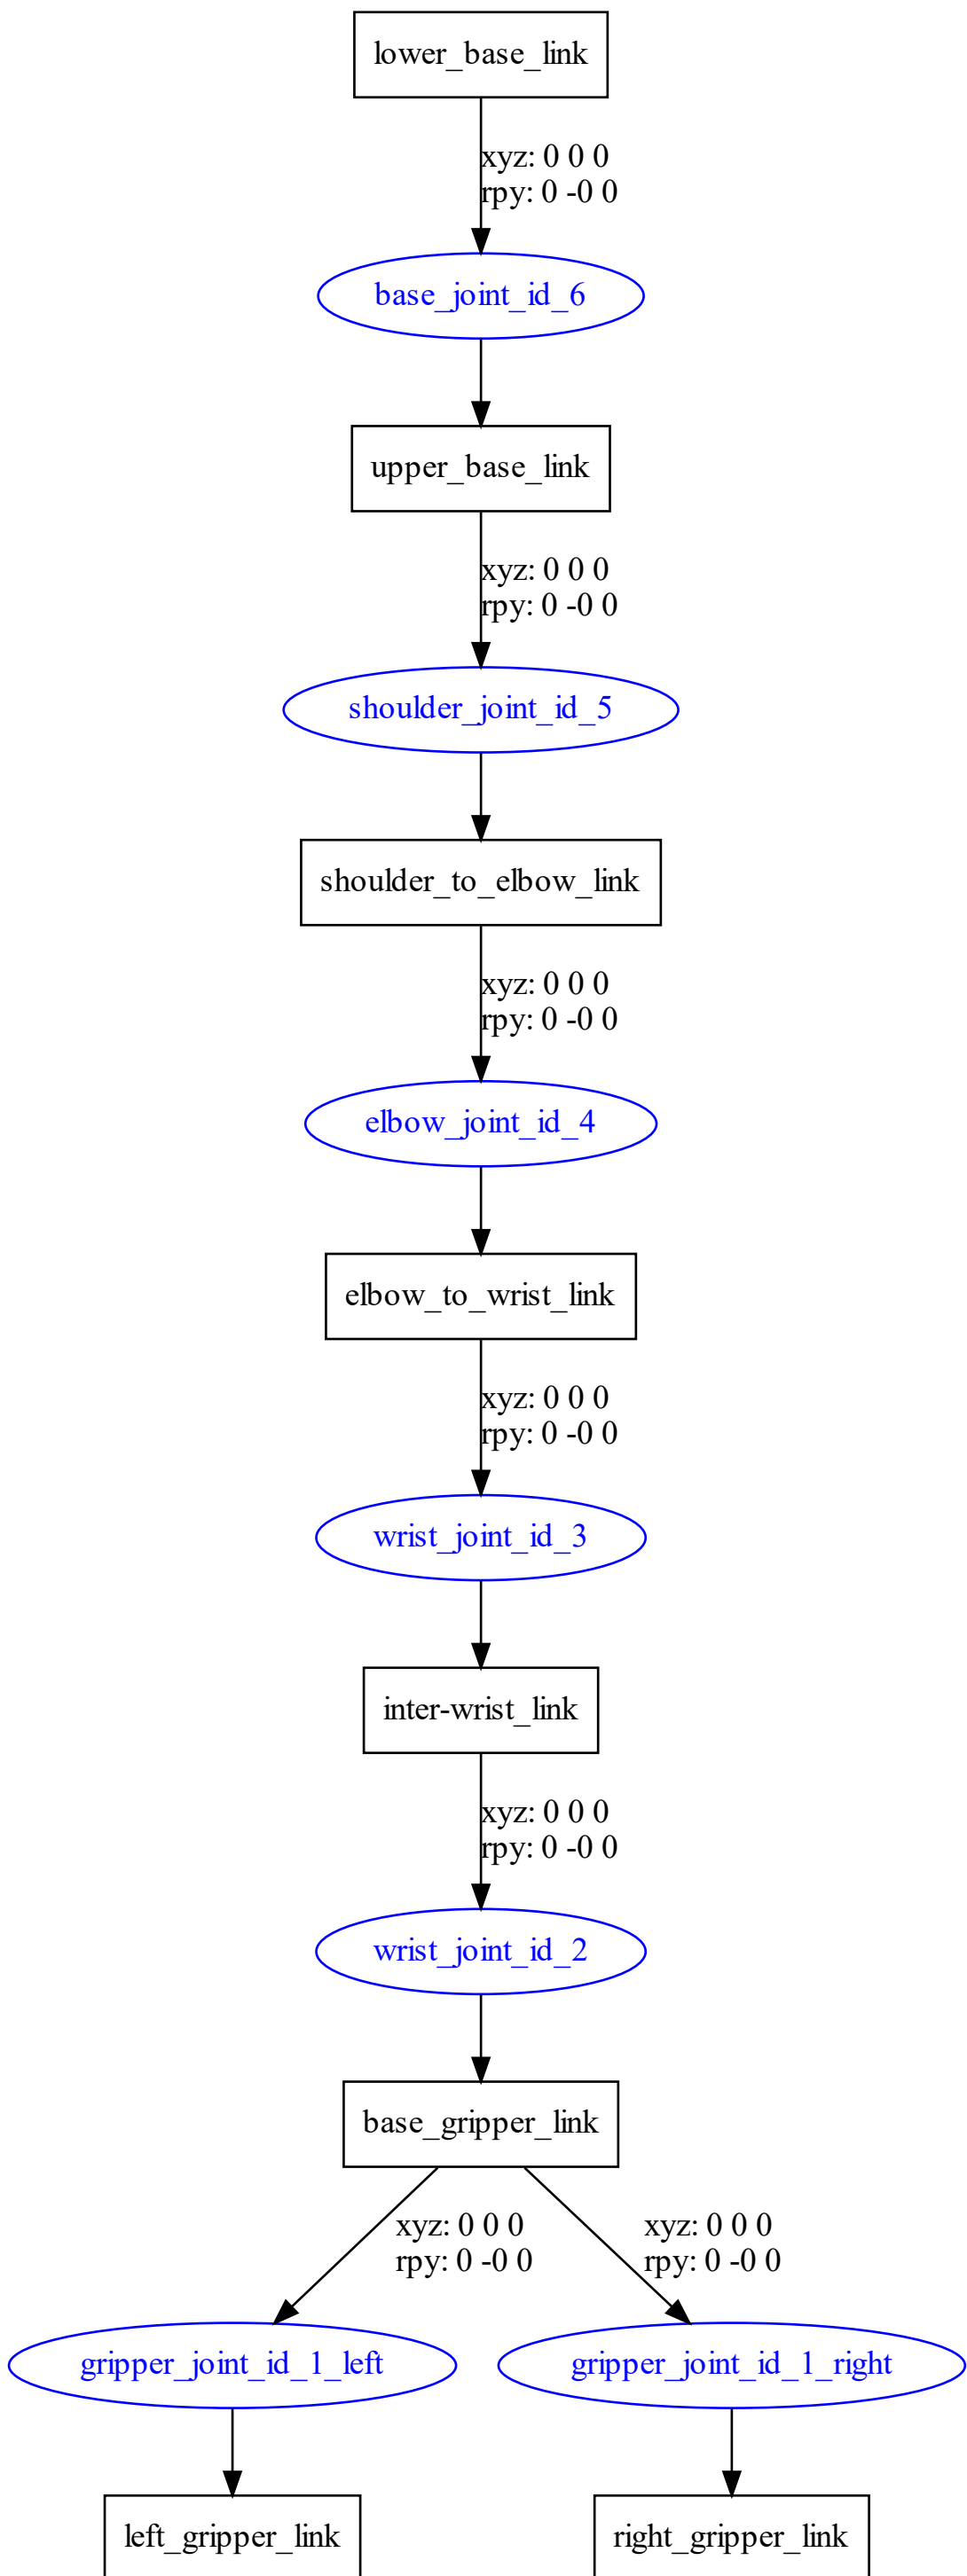 lower_base_link
xyz: 0 0 0
rpy: 0 -0 0
base_joint_id_6
upper_base_link
xyz: 0 0 0
rpy: 0 -0 0
shoulder_joint_id_5
shoulder_to_elbow_link
xyz: 0 0 0
rpy: 0 -0 0
elbow_joint_id_4
elbow_to_wrist_link
xyz: 0 0 0
rpy: 0 -0 0
wrist_joint_id_3
inter-wrist_link
xyz: 0 0 0
rpy: 0 -0 0
wrist_joint_id_2
base_gripper_link
xyz: 0 0 0
rpy: 0 -0 0
xyz: 0 0 0
rpy: 0 -0 0
gripper_joint_id_1_left
gripper_joint_id_1_right
left_gripper_link
right_gripper_link